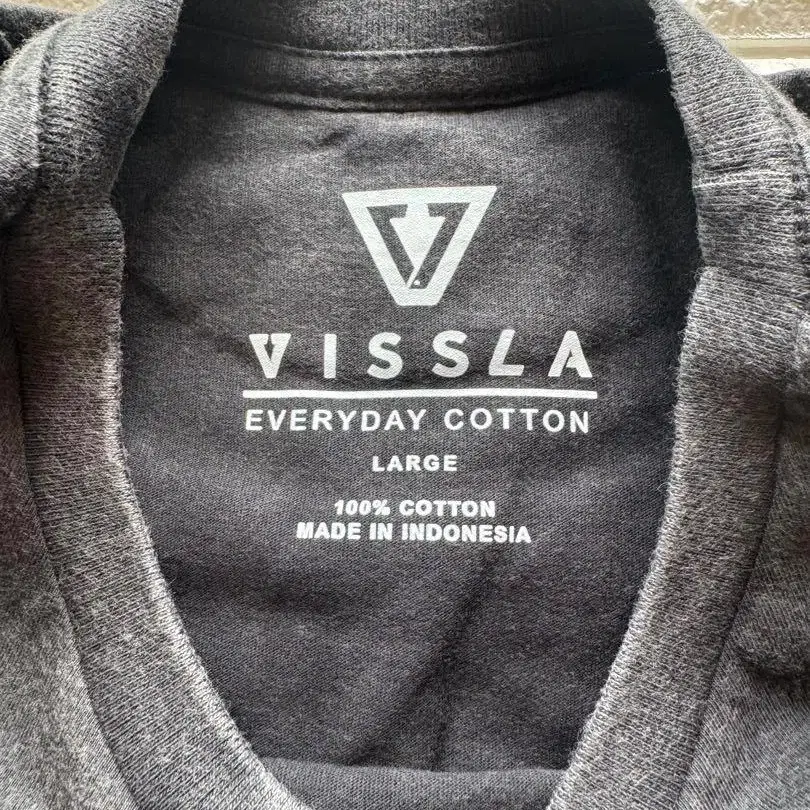 VISSLA
EVERYDAY COTTON
LARGE
100% COTTON
MADE IN INDONESIA